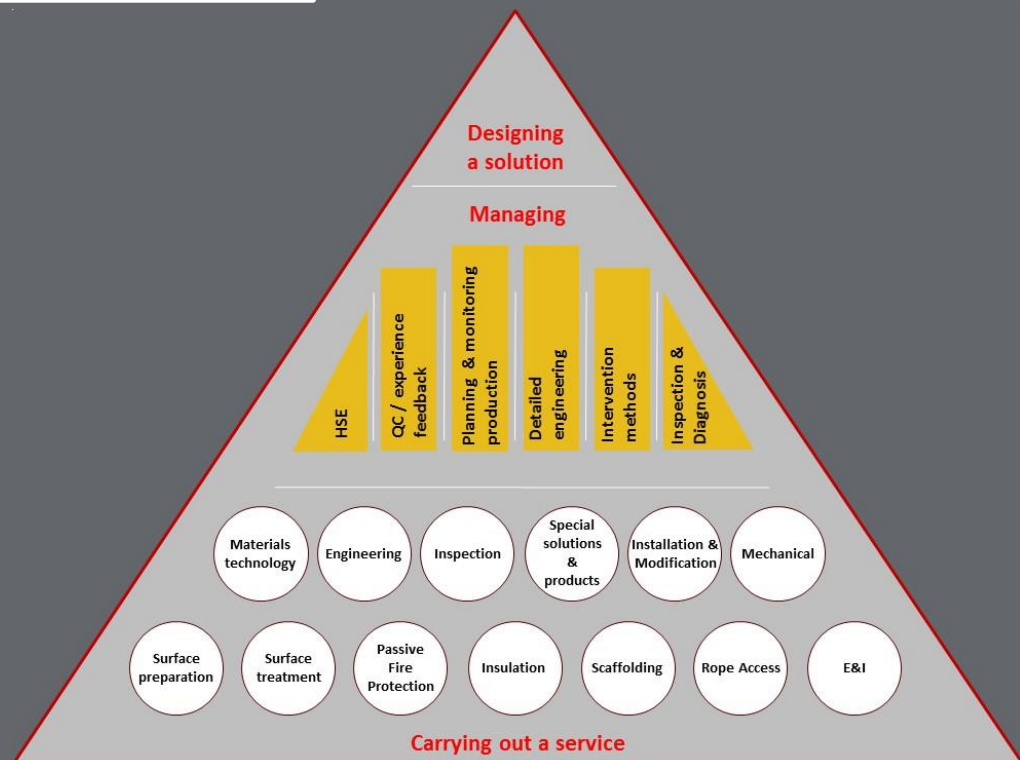 Designing
a solution
Managing
HSE
QC / experience
feedback
Planning & monitoring
production
Detailed
engineering
Intervention
methods
Inspection &
Diagnosis
Materials
technology
Engineering
Inspection
Special
solutions
&
products
Installation &
Modification
Mechanical
Surface
preparation
Surface
treatment
Passive
Fire
Protection
Insulation
Scaffolding
Rope Access
E&I
Carrying out a service